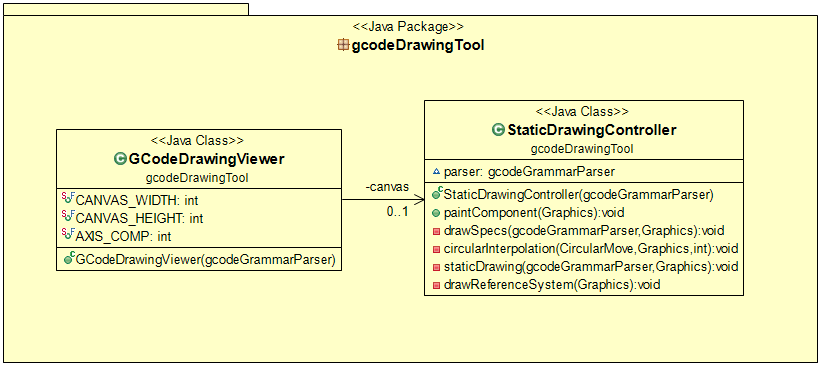 <<Java Package>>
gcodeDrawingTool
<<Java Class>>
GCodeDrawingViewer
gcodeDrawingTool
CANVAS_WIDTH: int
CANVAS_HEIGHT: int
AXIS_COMP: int
GCodeDrawingViewer(gcodeGrammarParser)
-canvas
0..1
<<Java Class>>
StaticDrawingController
gcodeDrawingTool
parser: gcodeGrammarParser
StaticDrawingController(gcodeGrammarParser)
paintComponent(Graphics):void
drawSpecs(gcodeGrammarParser,Graphics):void
circularInterpolation(CircularMove,Graphics,int):void
staticDrawing(gcodeGrammarParser,Graphics):void
drawReferenceSystem(Graphics):void